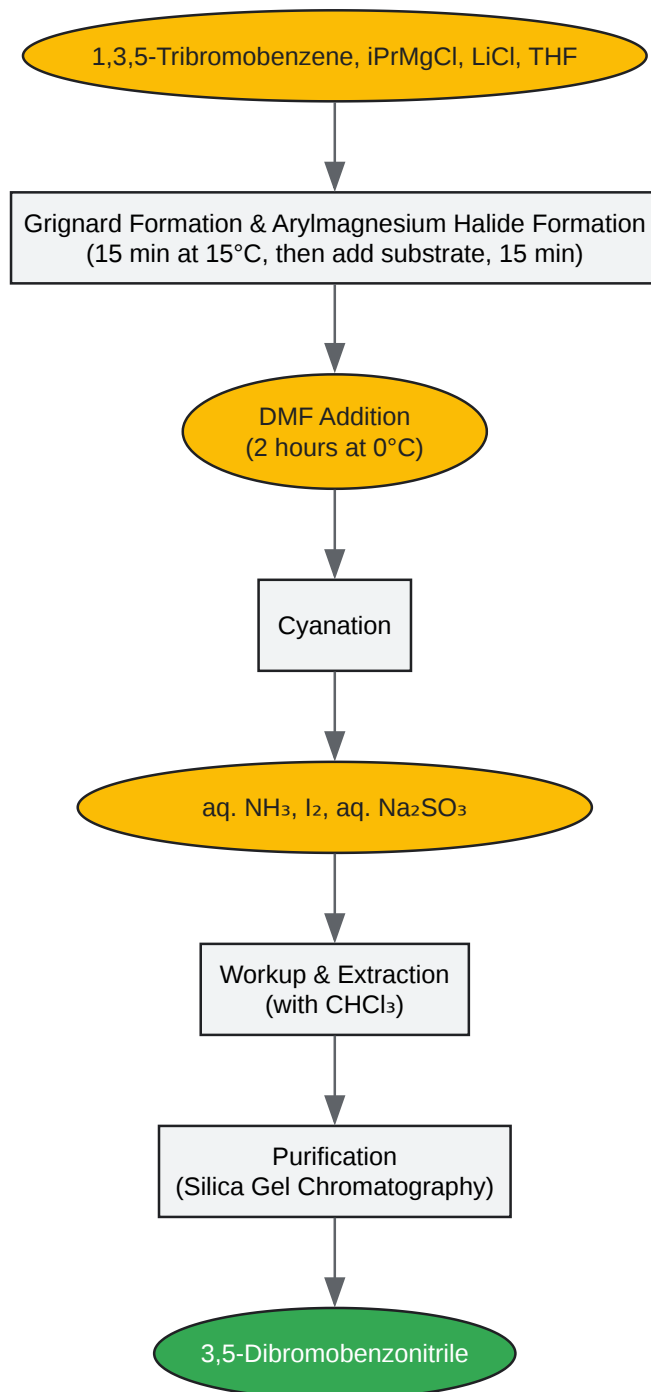 1,3,5-Tribromobenzene, iPrMgCl, LiCl, THF
Grignard Formation & Arylmagnesium Halide Formation
(15 min at 15°C, then add substrate, 15 min)
DMF Addition
(2 hours at 0°C)
Cyanation
aq. NH₃, I₂, aq. Na₂SO₃
Workup & Extraction
(with CHCl₃)
Purification
(Silica Gel Chromatography)
3,5-Dibromobenzonitrile